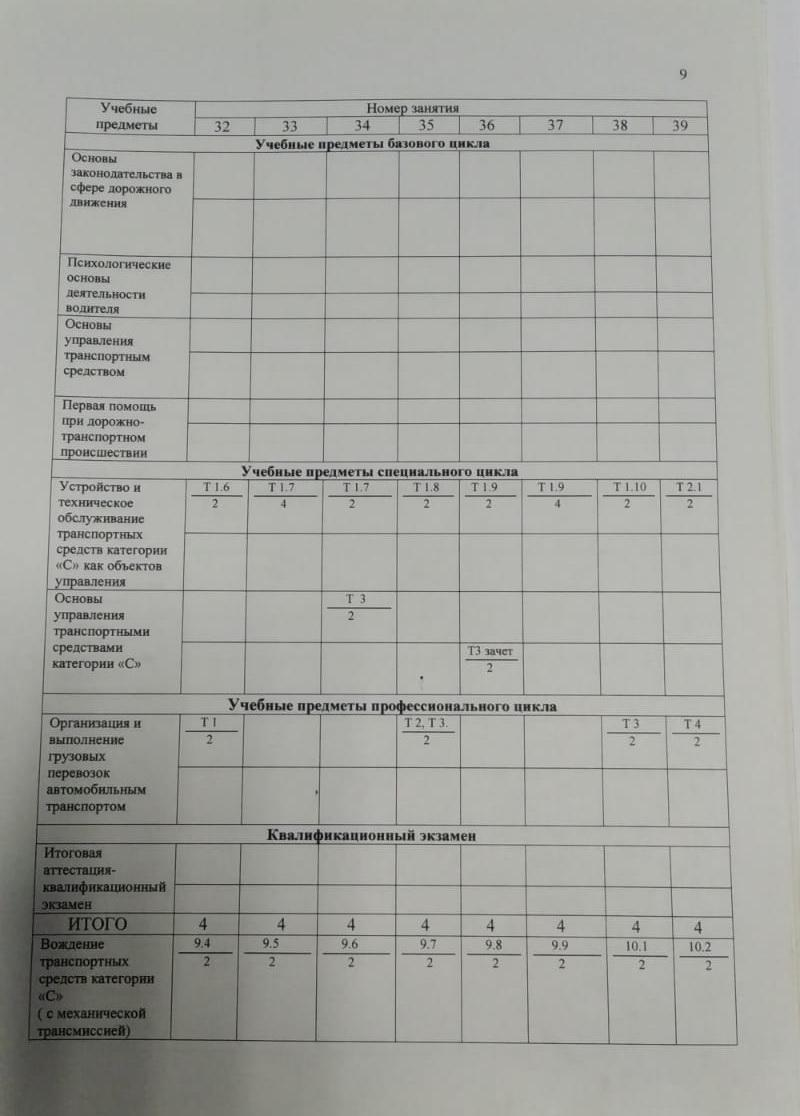 9
Учебные предметы
Номер занятия
32 33 34 35 36 37 38 39
Учебные предметы базового цикла
Основы
законодательства в
сфере дорожного
движения
Психологические
основы
деятельности
водителя
Основы
управления
транспортным
средством
Первая помощь
при дорожно-
транспортном
происшествии
Учебные предметы специального цикла
Устройство и
техническое
обслуживание
транспортных
средств категории
«С» как объектов
управления
Т 1.6 Т 1.7 Т 1.7 Т 1.8 Т 1.9 Т 1.9 Т 1.10 Т 2.1
2 4 2 2 2 4 2 2
Основы
управления
транспортными
средствами
категории «С»
Т 3
2
Т3 зачет
2
Учебные предметы профессионального цикла
Организация и
выполнение
грузовых
перевозок
автомобильным
транспортом
Т 1 Т 2, Т 3. Т 3 Т 4
2 2 2 2
Квалификационный экзамен
Итоговая
аттестация-
квалификационный
экзамен
ИТОГО 4 4 4 4 4 4 4 4
Вождение
транспортных
средств категории
«С»
( с механической
трансмиссией)
9.4 9.5 9.6 9.7 9.8 9.9 10.1 10.2
2 2 2 2 2 2 2 2